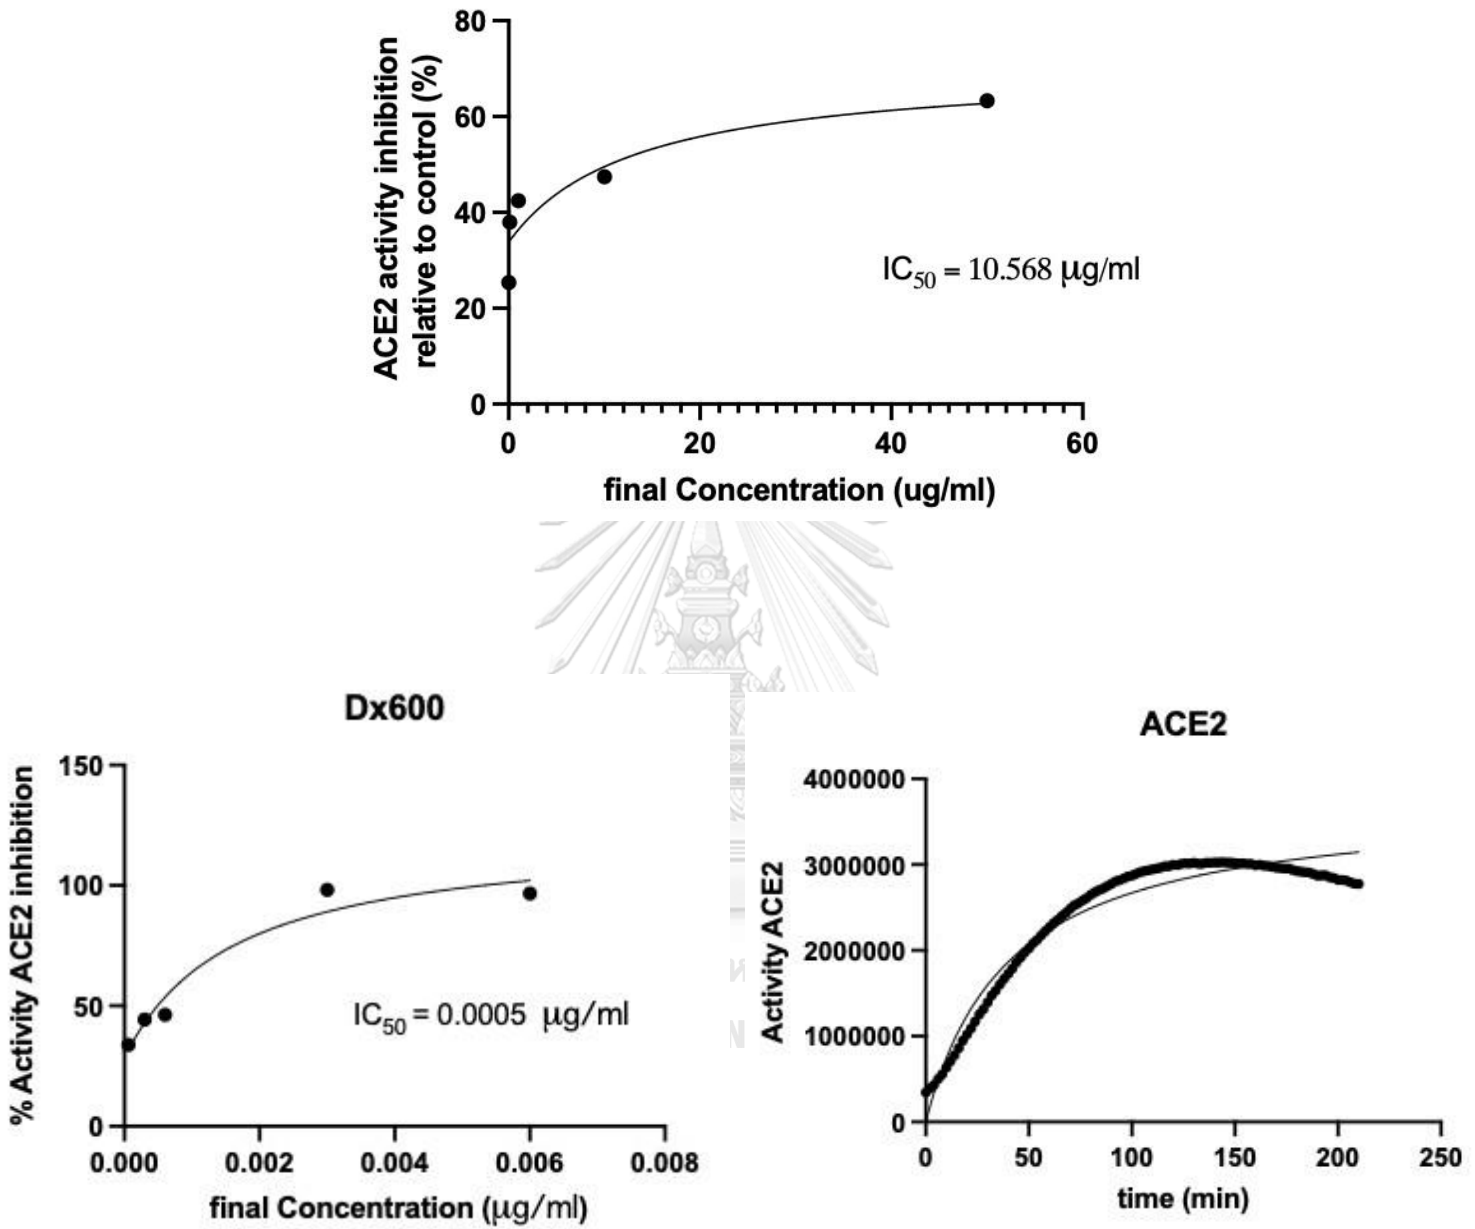 80
60
40
20
0
ACE2 activity inhibition
relative to control (%)
IC50 = 10.568 μg/ml
0 20 40 60
final Concentration (ug/ml)
Dx600
150
100
50
0
% Activity ACE2 inhibition
IC50 = 0.0005 μg/ml
0.000 0.002 0.004 0.006 0.008
final Concentration (μg/ml)
ACE2
4000000
3000000
2000000
1000000
0
Activity ACE2
0 50 100 150 200 250
time (min)